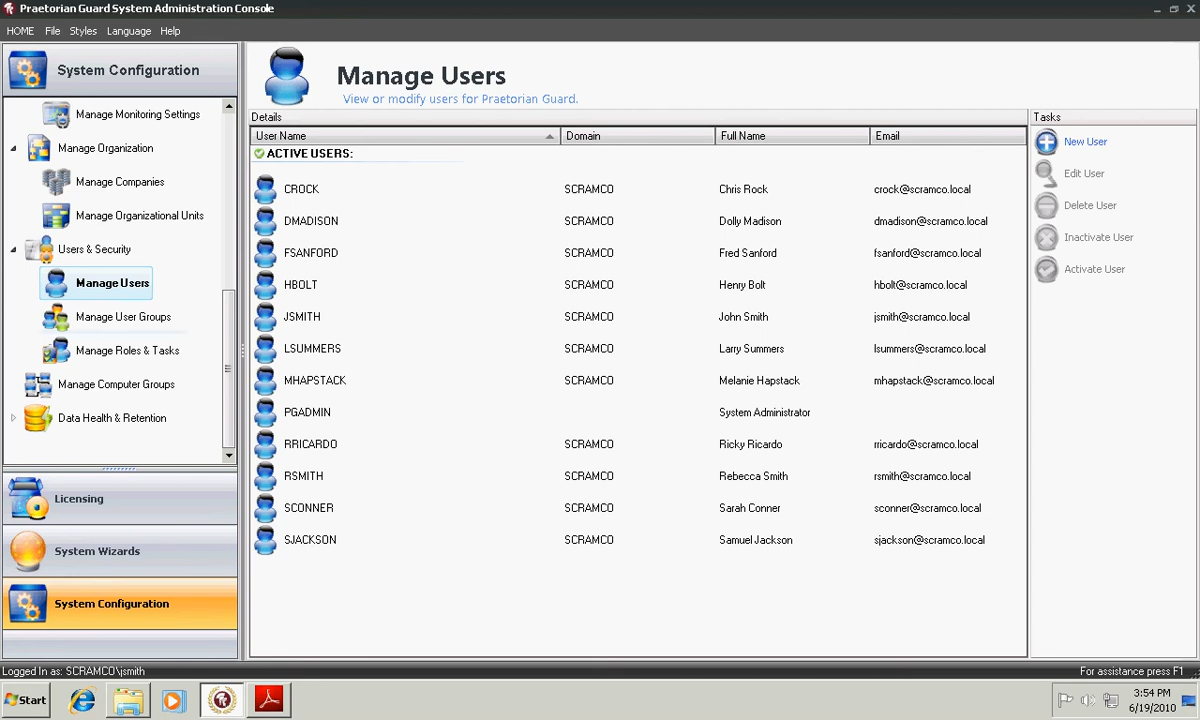 Praetorian Guard System Administration Console
HOME File Styles Language Help
System Configuration
Manage Monitoring Settings
Manage Organization
Manage Companies
Manage Organizational Units
Users & Security
Manage Users
Manage User Groups
Manage Roles & Tasks
Manage Computer Groups
Data Health & Retention
Licensing
System Wizards
System Configuration
Manage Users
View or modify users for Praetorian Guard.
Details
User Name Domain Full Name Email
ACTIVE USERS:
CROCK SCRAMCO Chris Rock crock@scramco.local
DMADISON SCRAMCO Dolly Madison dmadison@scramco.local
FSANFORD SCRAMCO Fred Sanford fsanford@scramco.local
HBOLT SCRAMCO Henry Bolt hbolt@scramco.local
JSMITH SCRAMCO John Smith jsmith@scramco.local
LSUMMERS SCRAMCO Larry Summers lsummers@scramco.local
MHAPSTACK SCRAMCO Melanie Hapstack mhapstack@scramco.local
PGADMIN System Administrator
RRICARDO SCRAMCO Ricky Ricardo rricardo@scramco.local
RSMITH SCRAMCO Rebecca Smith rsmith@scramco.local
SCONNER SCRAMCO Sarah Conner sconner@scramco.local
SJACKSON SCRAMCO Samuel Jackson sjackson@scramco.local
Tasks
New User
Edit User
Delete User
Inactivate User
Activate User
Logged In as: SCRAMCO\jsmith
For assistance press F1
Start
3:54 PM
6/19/2010